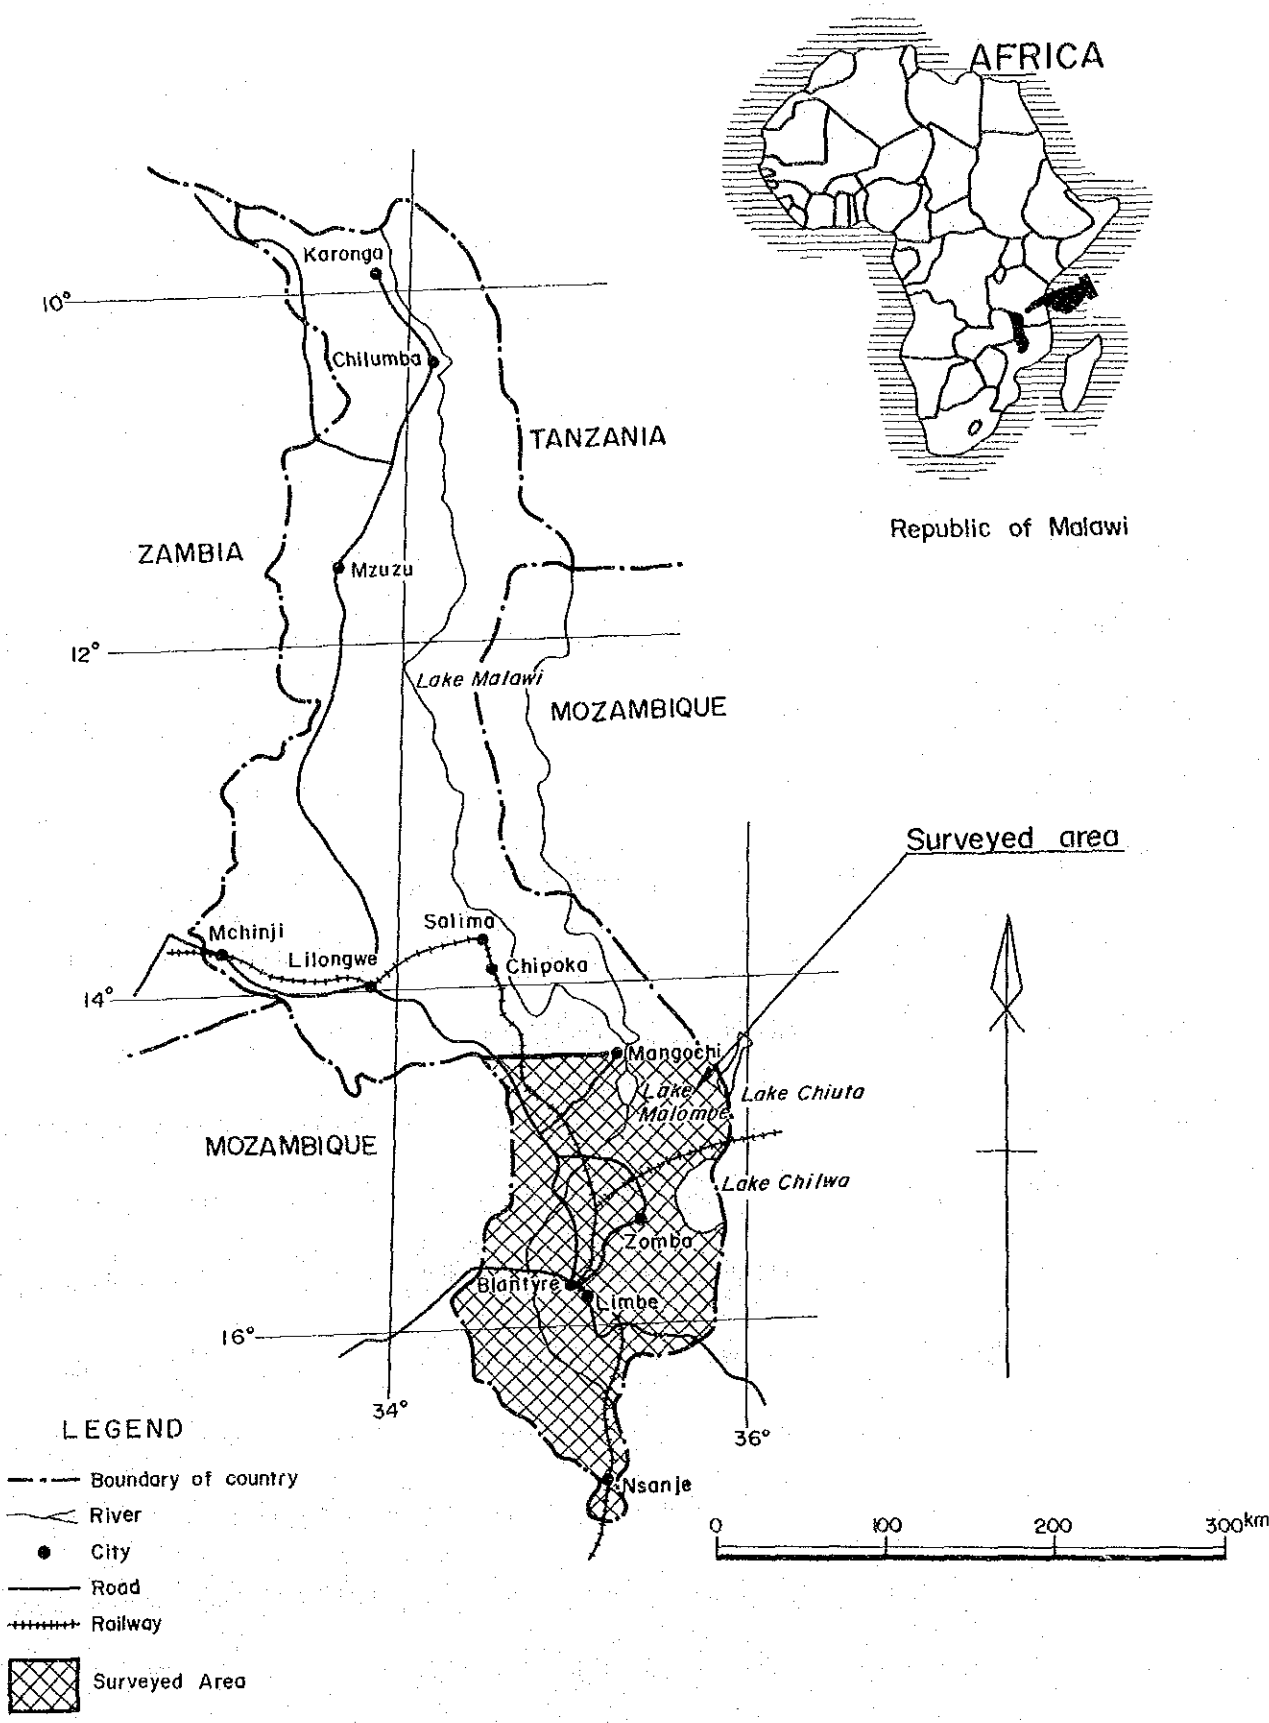 AFRICA
Karonga
10°
Chilumba
TANZANIA
Republic of Malawi
ZAMBIA
Mzuzu
12°
Lake Malawi
MOZAMBIQUE
Surveyed area
Salima
Mchinji
Lilongwe
Chipoka
14°
Mangochi
Lake
Malombe
Lake Chiuta
MOZAMBIQUE
Lake Chilwa
Zomba
Blantyre
Limbe
16°
34°
36°
Nsanje
LEGEND
Boundary of country
River
City
Road
Railway
Surveyed Area
0 100 200 300km